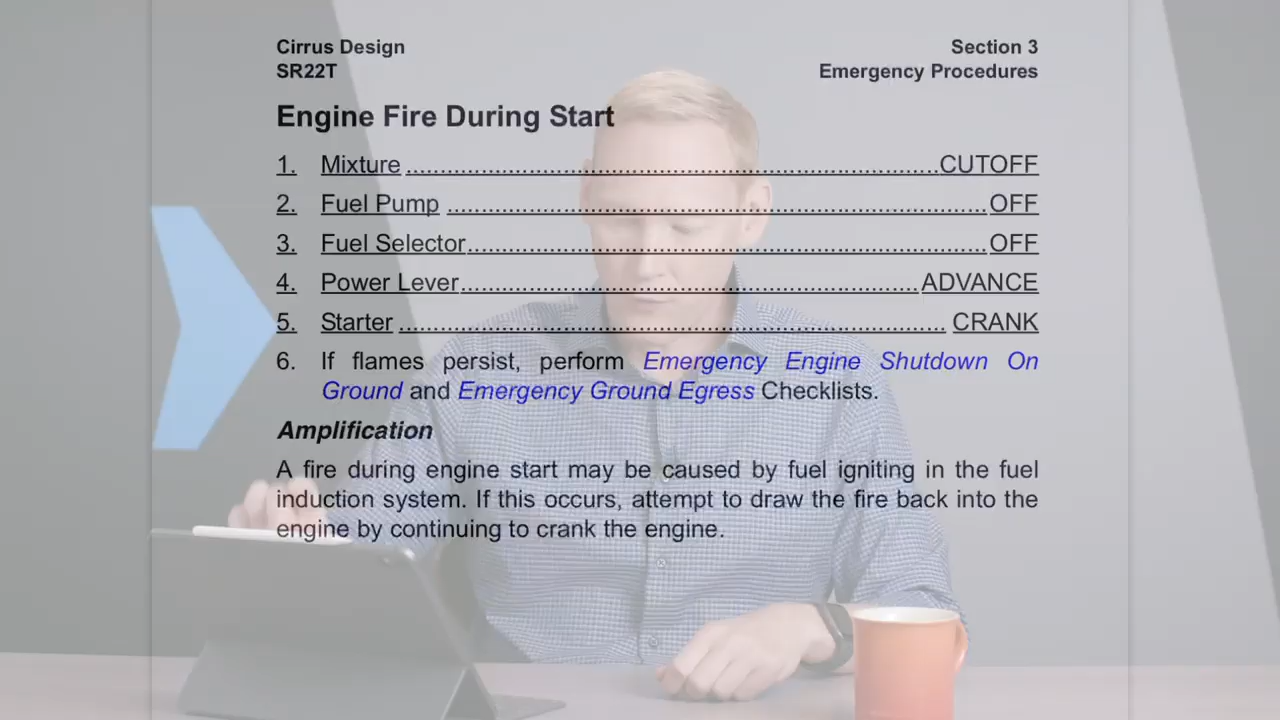 Cirrus Design
Section 3
SR22T
Emergency Procedures
Engine Fire During Start
1. Mixture ................................................................................CUTOFF
2. Fuel Pump ................................................................................OFF
3. Fuel Selector................................................................................OFF
4. Power Lever................................................................................ADVANCE
5. Starter ................................................................................ CRANK
6. If flames persist, perform Emergency Engine Shutdown On
Ground and Emergency Ground Egress Checklists.
Amplification
A fire during engine start may be caused by fuel igniting in the fuel
induction system. If this occurs, attempt to draw the fire back into the
engine by continuing to crank the engine.